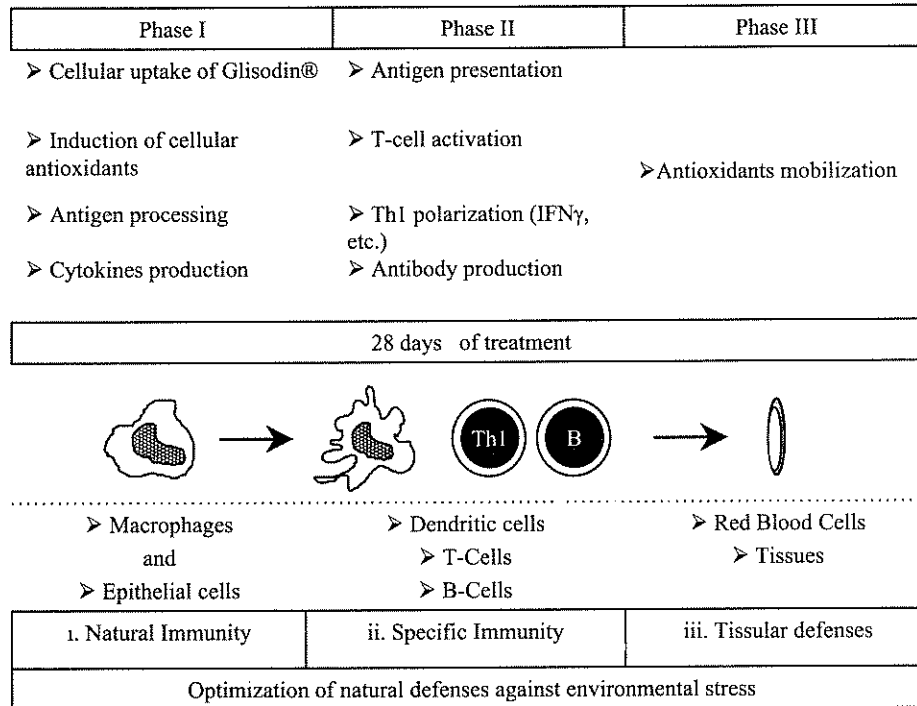 Phase I
Phase II
Phase III
➤ Cellular uptake of Glisodin®
➤ Induction of cellular
antioxidants
➤ Antigen processing
➤ Cytokines production
➤ Antigen presentation
➤ T-cell activation
➤ Th1 polarization (IFNγ,
etc.)
➤ Antibody production
➤Antioxidants mobilization
28 days of treatment
Th1
B
➤ Macrophages
and
➤ Epithelial cells
➤ Dendritic cells
➤ T-Cells
➤ B-Cells
➤ Red Blood Cells
➤ Tissues
i. Natural Immunity
ii. Specific Immunity
iii. Tissular defenses
Optimization of natural defenses against environmental stress